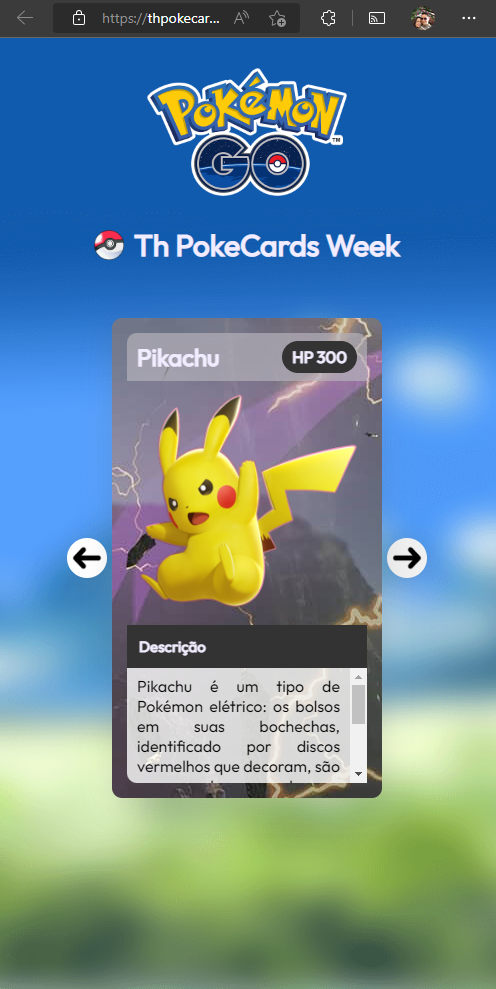 https://thpokecar...
POKéMON
TM
GO
Th PokeCards Week
Pikachu
HP 300
Descrição
Pikachu é um tipo de
Pokémon elétrico: os bolsos
em suas bochechas,
identificado por discos
vermelhos que decoram, são